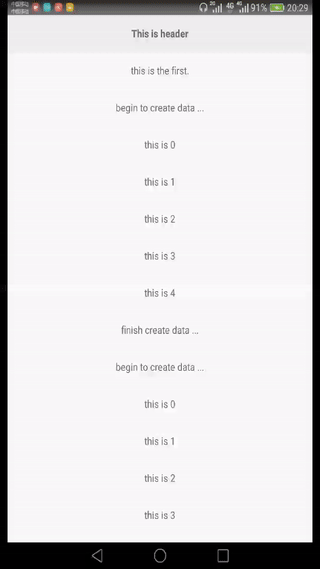 4G 91% 20:29
This is header
this is the first.
begin to create data ...
this is 0
this is 1
this is 2
this is 3
this is 4
finish create data ...
begin to create data ...
this is 0
this is 1
this is 2
this is 3